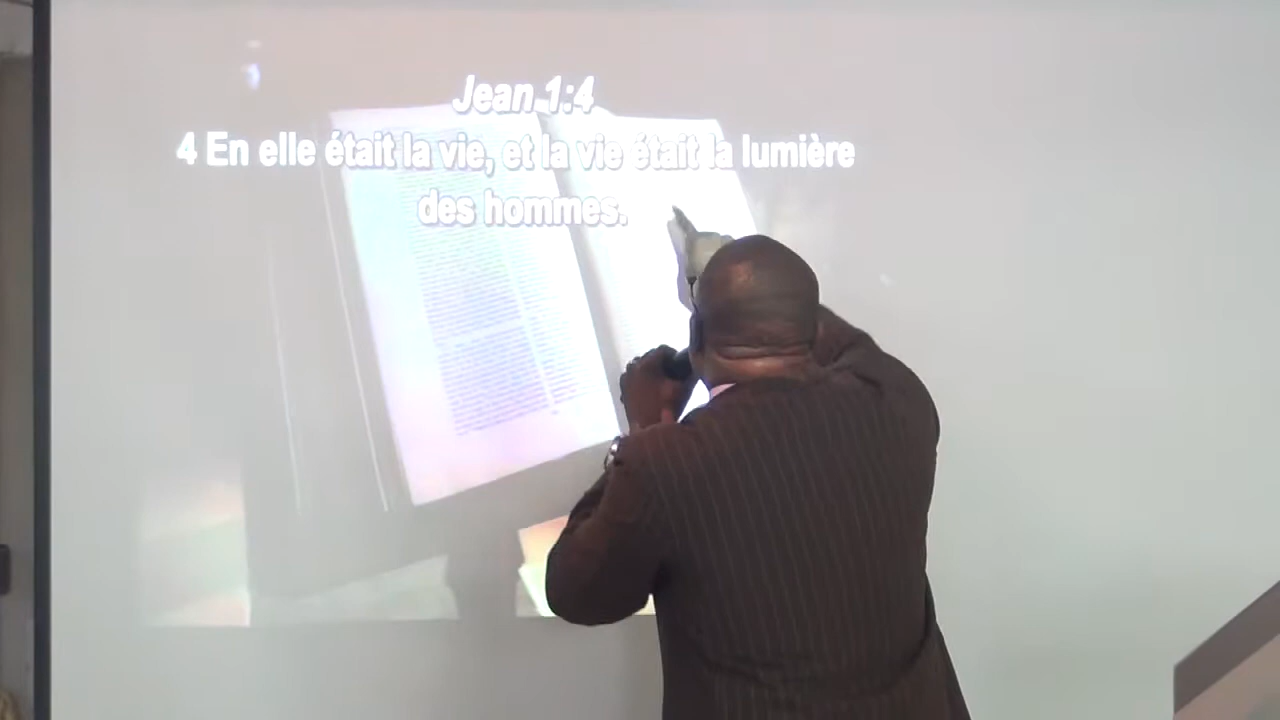 Jean 1:4
4 En elle était la vie, et la vie était la lumière
des hommes.